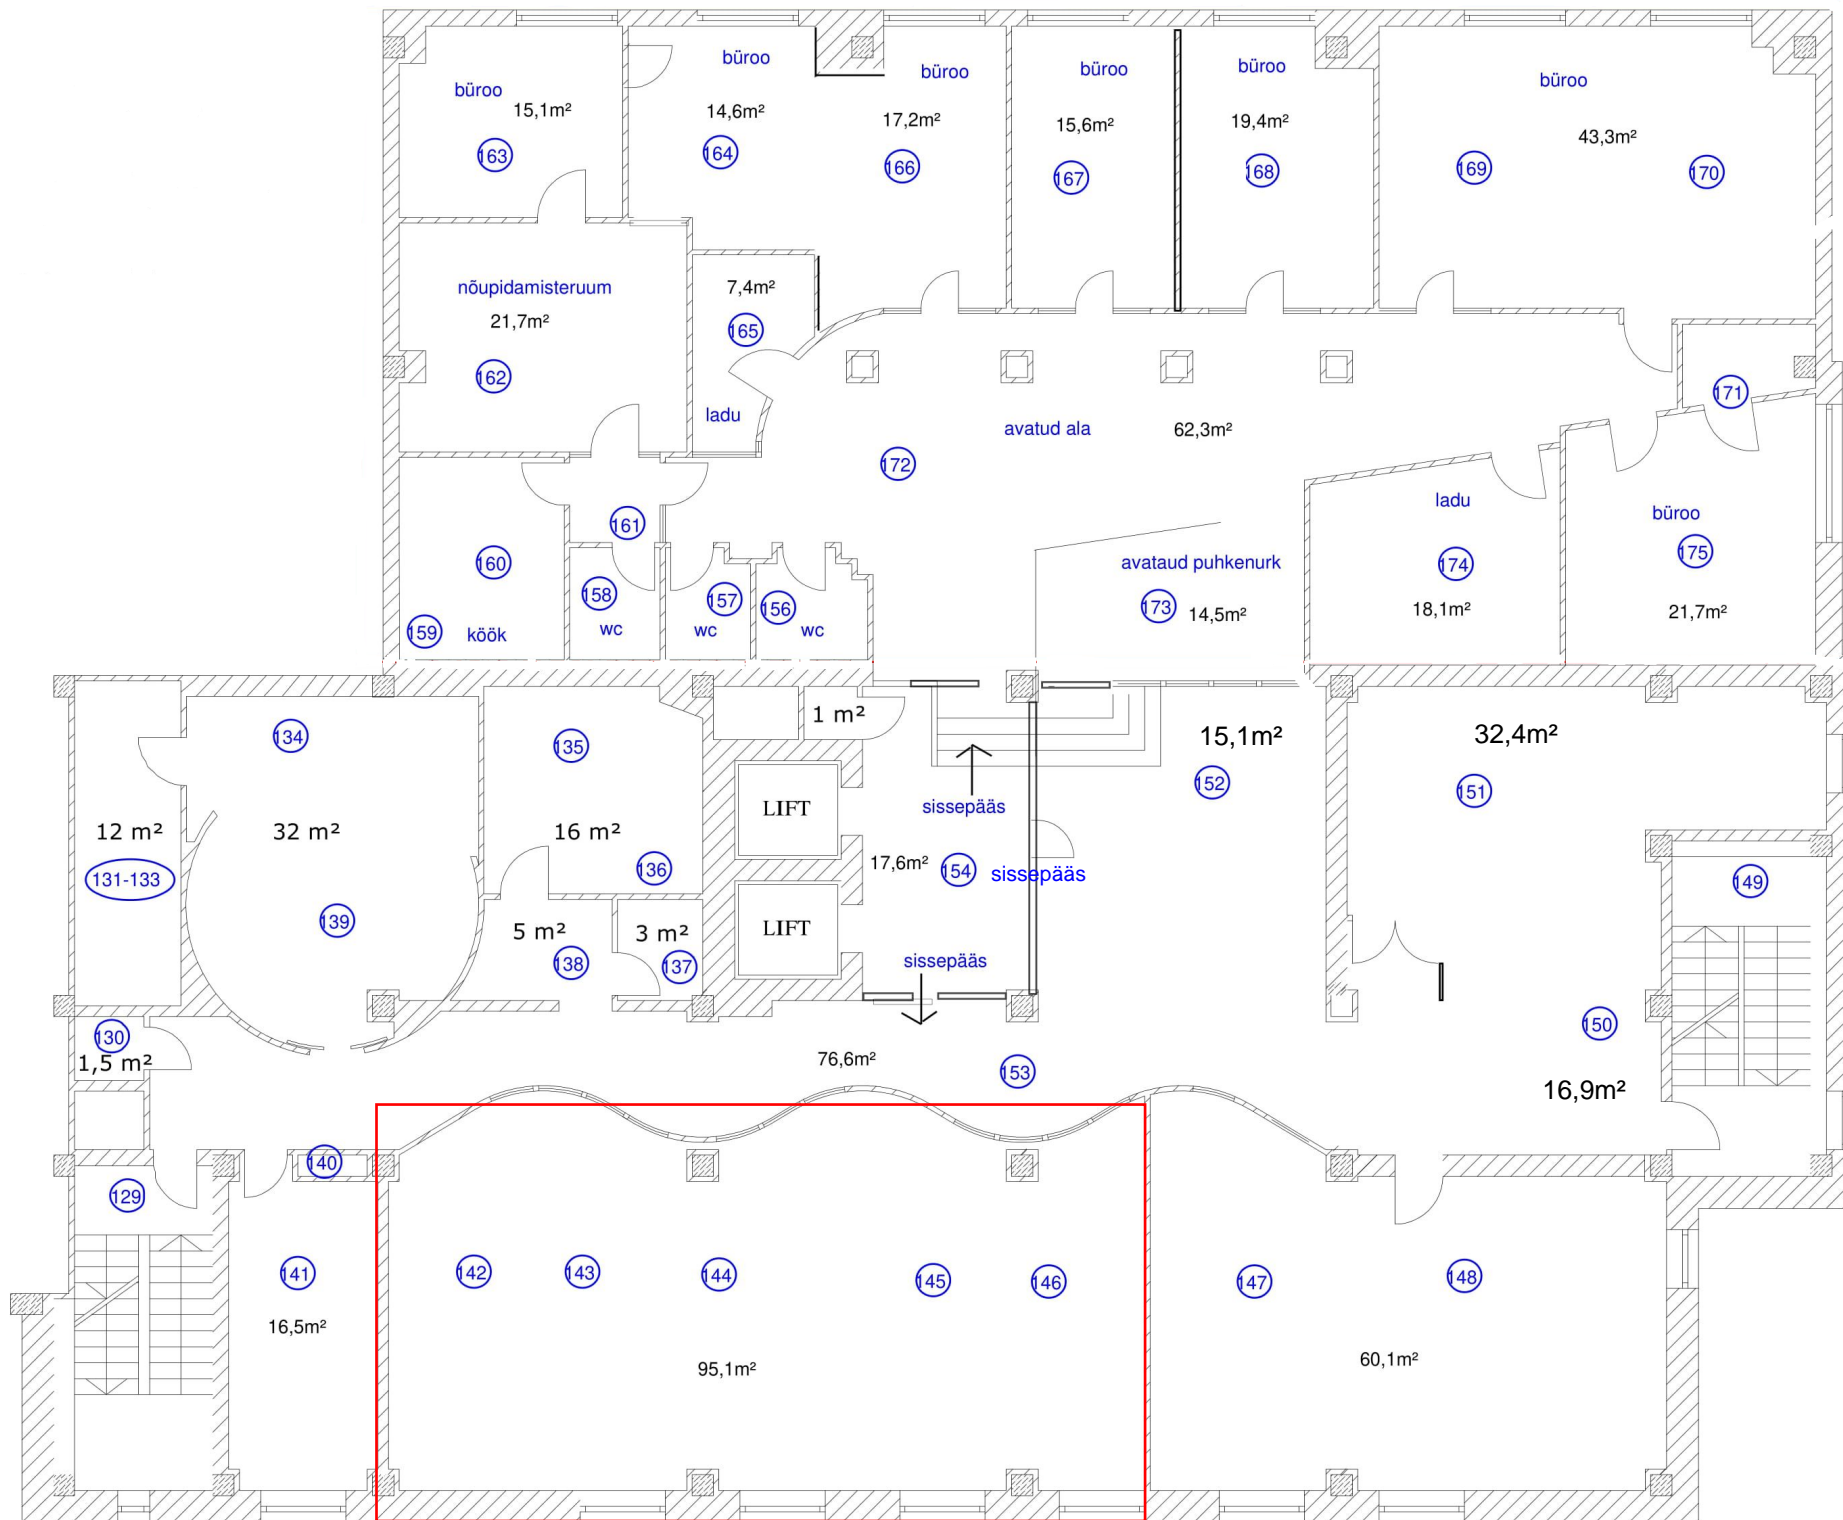 büroo
15,1m²
163
büroo
14,6m²
164
büroo
17,2m²
166
büroo
15,6m²
167
büroo
19,4m²
168
büroo
43,3m²
169
170
nõupidamisteruum
21,7m²
162
7,4m²
165
ladu
avatud ala
62,3m²
172
171
161
160
159
köök
158
wc
157
wc
156
wc
avataud puhkenurk
173
14,5m²
ladu
174
18,1m²
büroo
175
21,7m²
134
12 m²
131-133
32 m²
139
135
16 m²
136
1 m²
LIFT
LIFT
sissepääs
17,6m²
154
sissepääs
sissepääs
15,1m²
152
32,4m²
151
149
5 m²
138
3 m²
137
130
1,5 m²
76,6m²
153
150
16,9m²
140
129
141
16,5m²
142
143
144
145
146
95,1m²
147
148
60,1m²